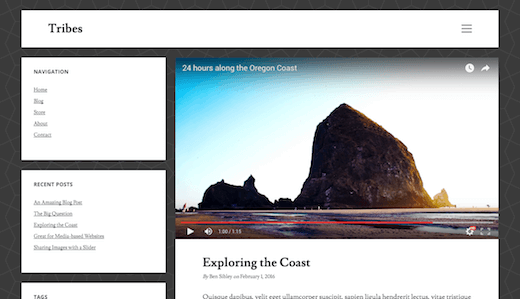 Tribes
NAVIGATION
Home
Blog
Store
About
Contact
RECENT POSTS
An Amazing Blog Post
The Big Question
Exploring the Coast
Great for Media-based Websites
Sharing Images with a Slider
TAGS
24 hours along the Oregon Coast
1:00 / 1:15
Exploring the Coast
By Ben Sibley on February 1, 2016
Quisque dapibus, velit eget ullamcorper suscipit, sapien ligula hendrerit lectus, vitae tristique